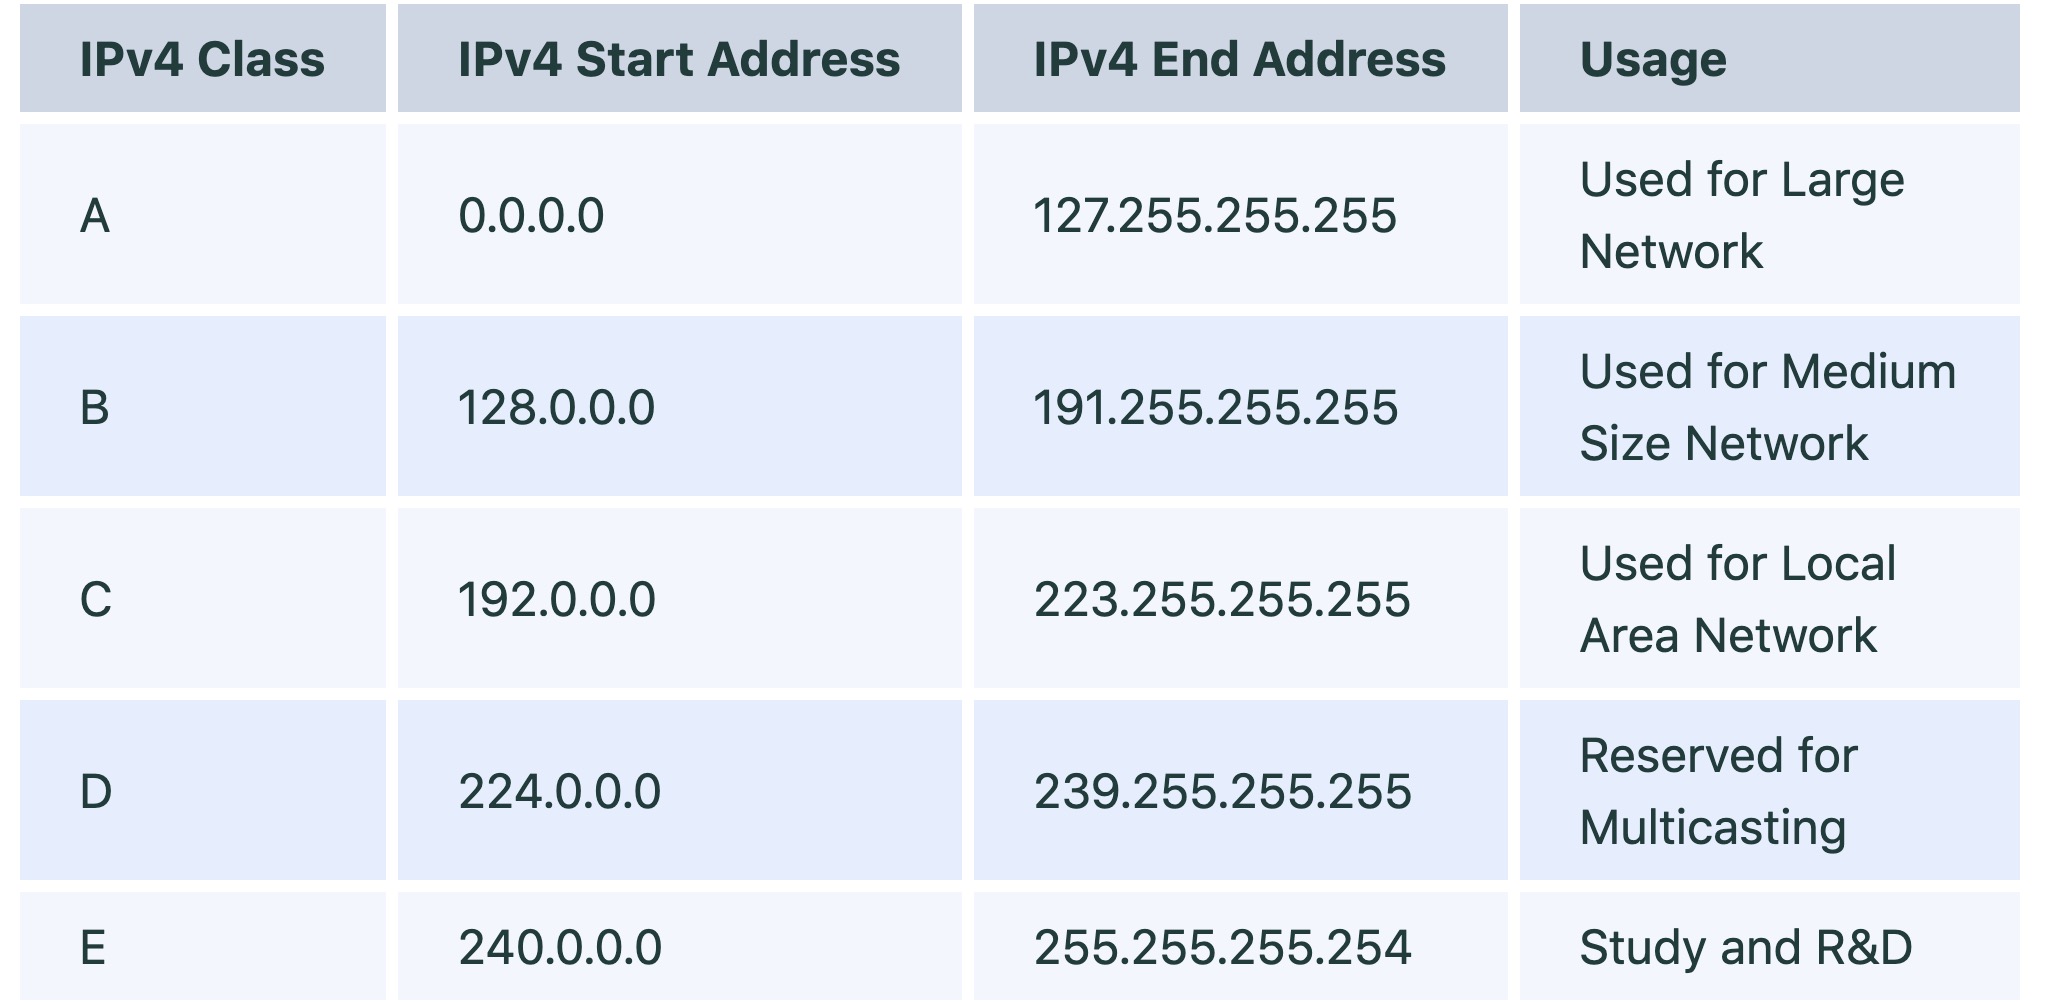 IPv4 Class IPv4 Start Address IPv4 End Address Usage
A 0.0.0.0 127.255.255.255 Used for Large
Network
B 128.0.0.0 191.255.255.255 Used for Medium
Size Network
C 192.0.0.0 223.255.255.255 Used for Local
Area Network
D 224.0.0.0 239.255.255.255 Reserved for
Multicasting
E 240.0.0.0 255.255.255.254 Study and R&D